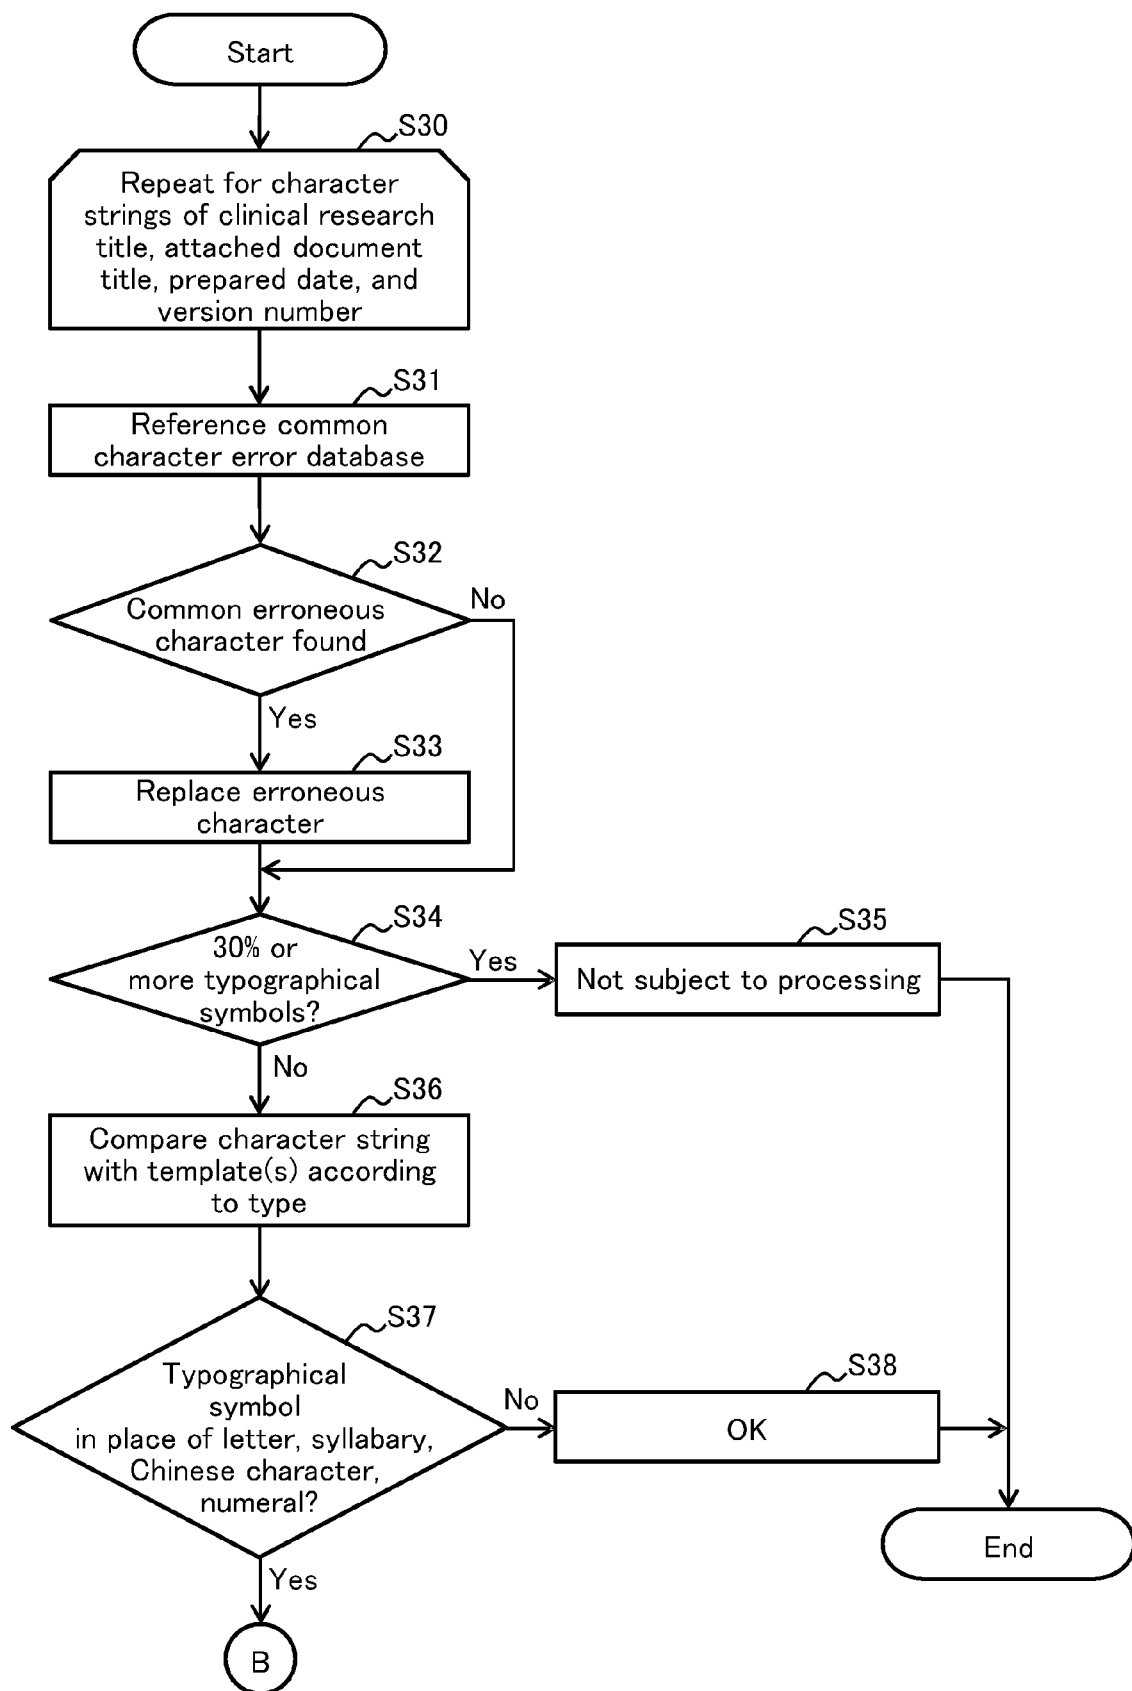 Start
S30
Repeat for character
strings of clinical research
title, attached document
title, prepared date, and
version number
S31
Reference common
character error database
S32
Common erroneous
character found
No
Yes
S33
Replace erroneous
character
S34
30% or
more typographical
symbols?
Yes
S35
Not subject to processing
No
S36
Compare character string
with template(s) according
to type
S37
Typographical
symbol
in place of letter, syllabary,
Chinese character,
numeral?
No
S38
OK
End
Yes
B